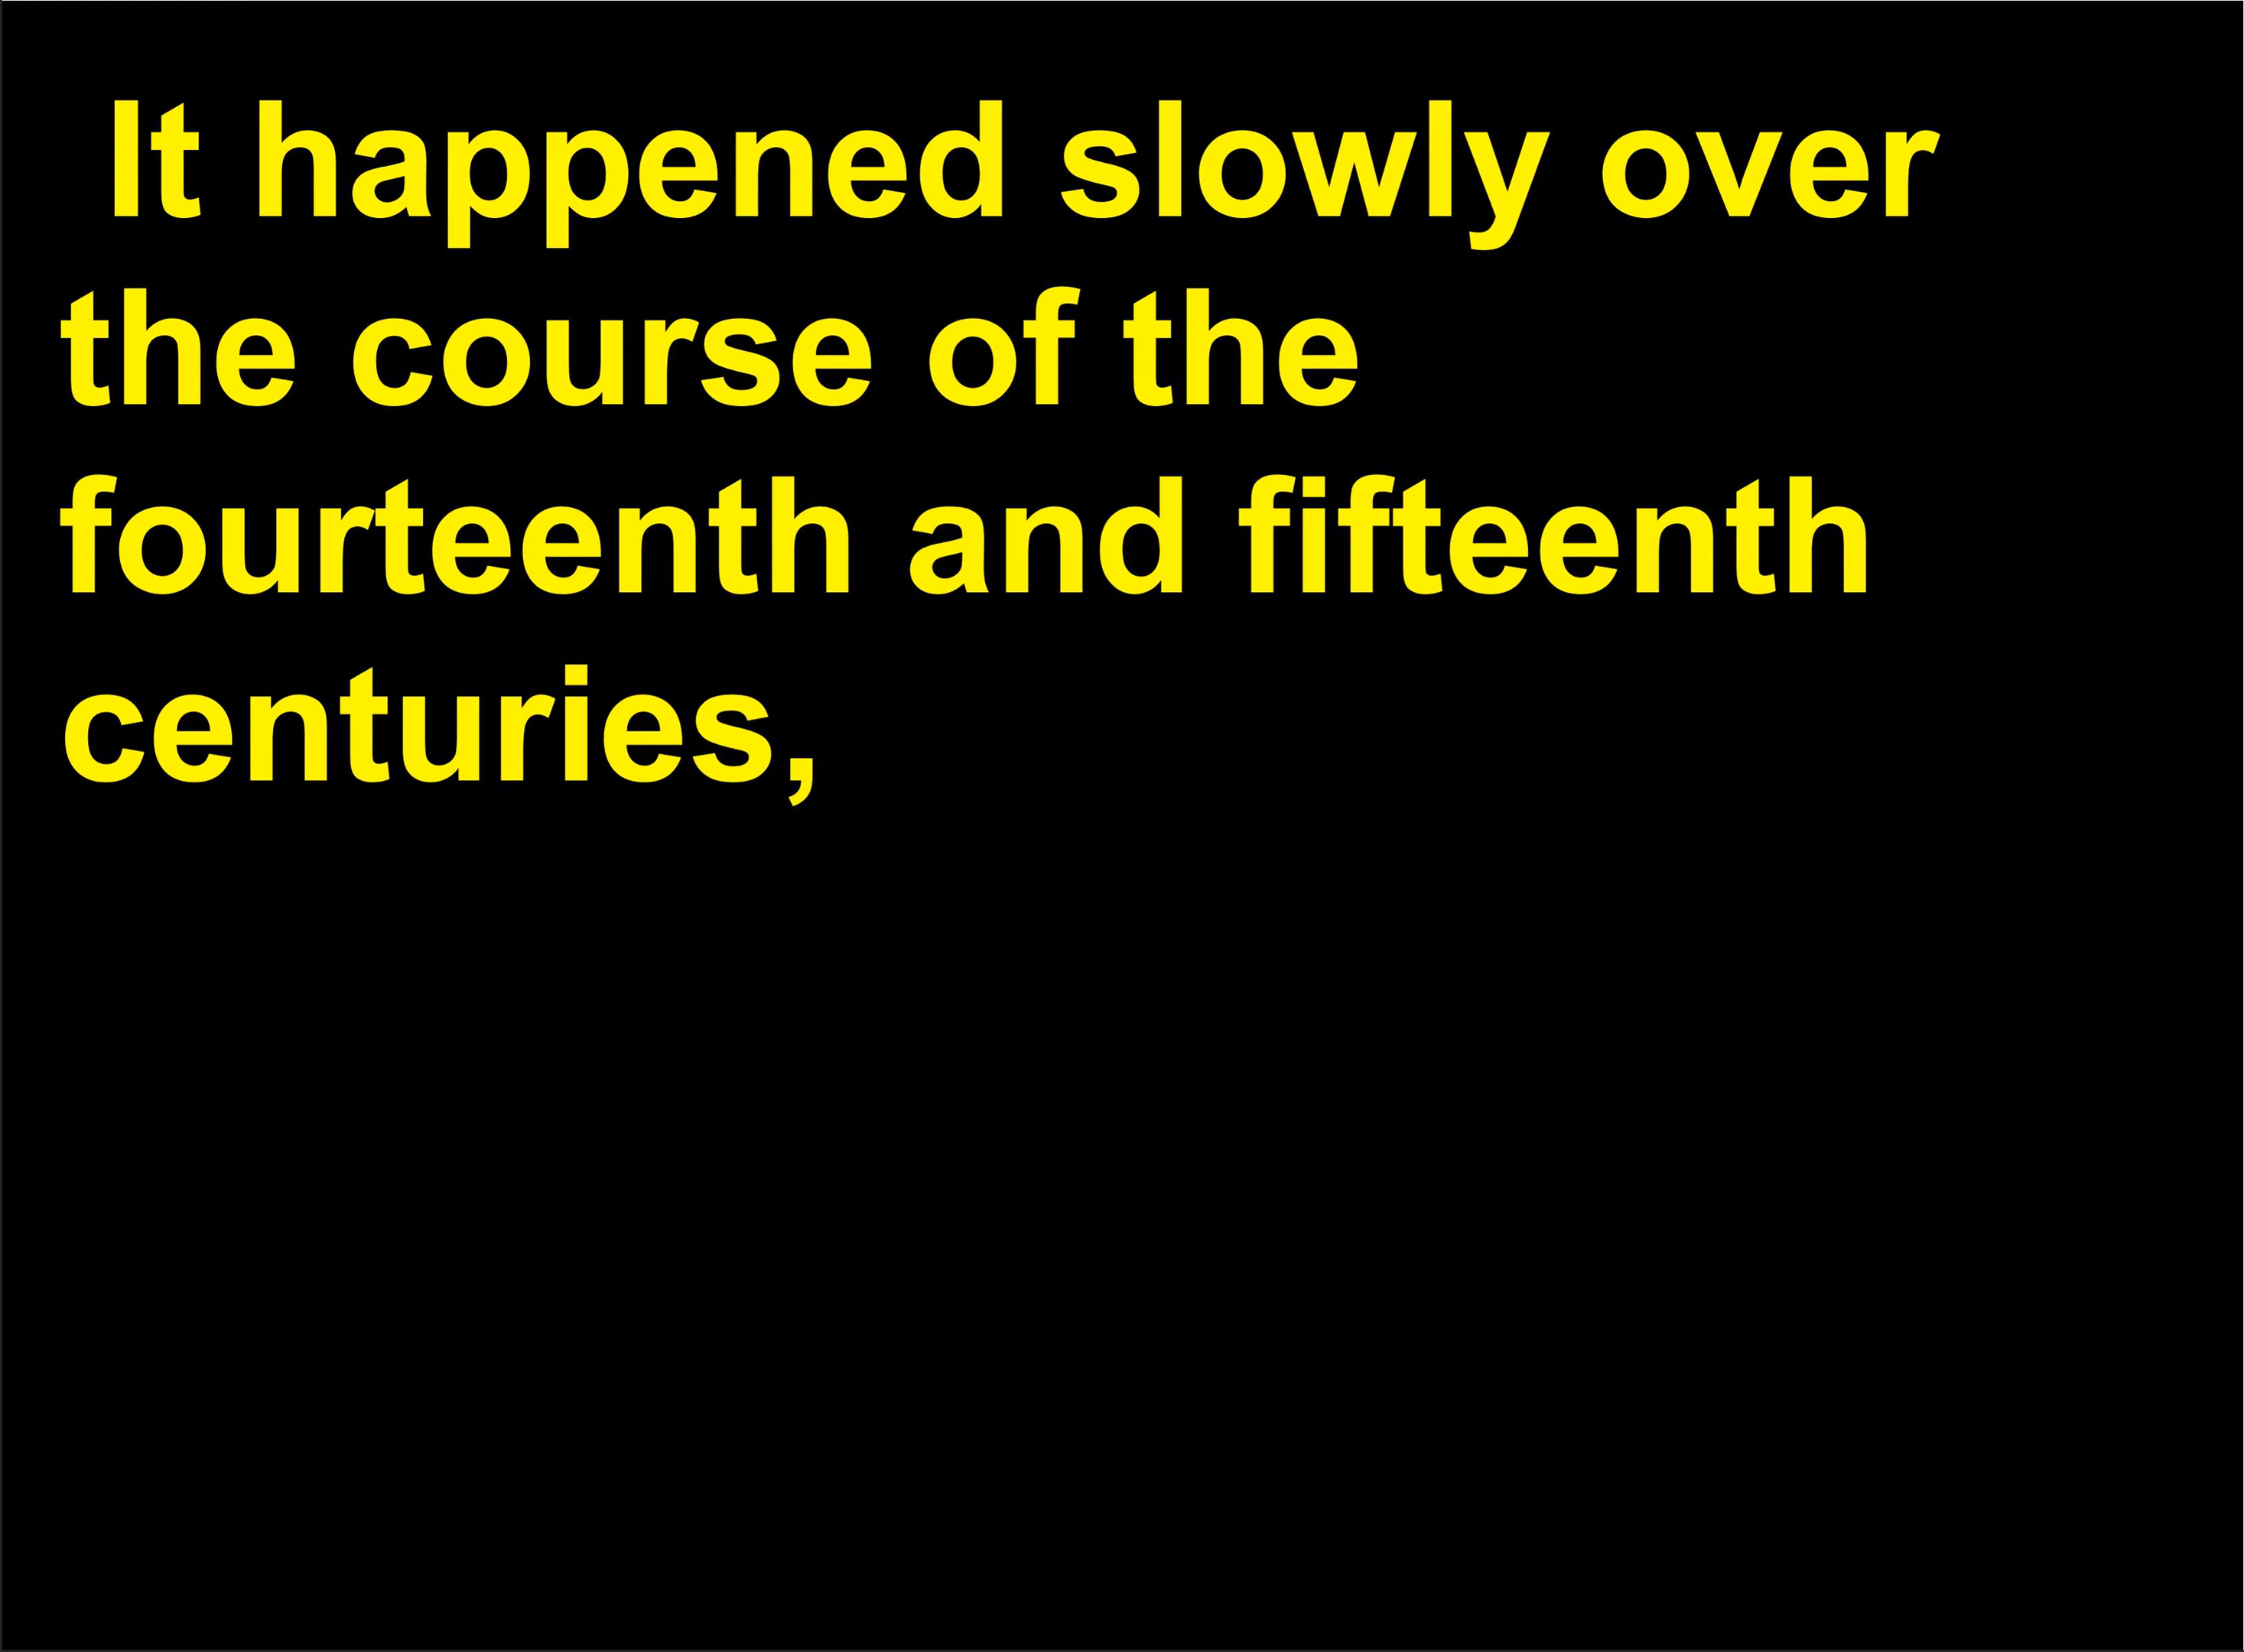 It happened slowly over
the course of the
fourteenth and fifteenth
centuries,